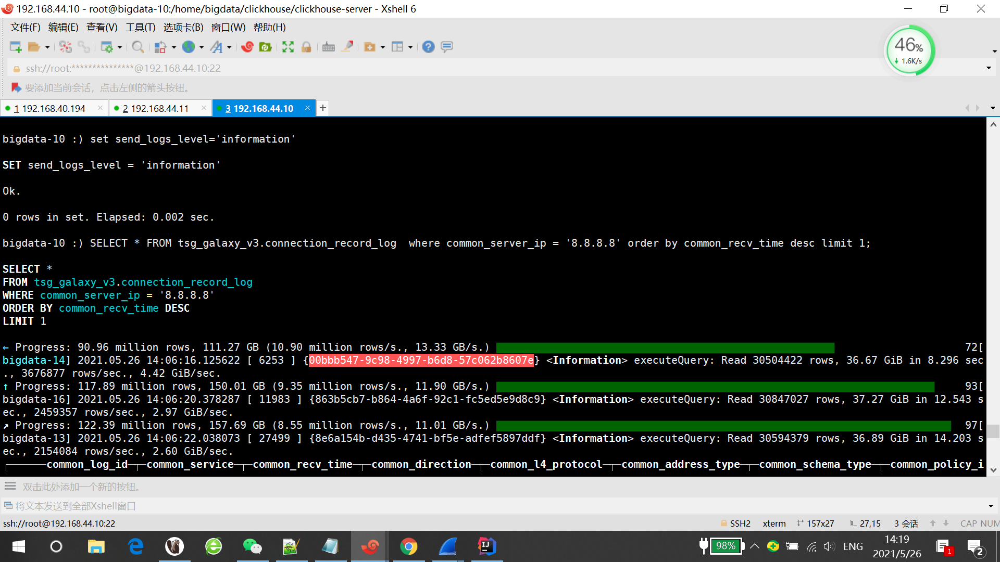 192.168.44.10 - root@bigdata-10:/home/bigdata/clickhouse/clickhouse-server - Xshell 6
文件(F) 编辑(E) 查看(V) 工具(T) 选项卡(B) 窗口(W) 帮助(H)
46%
1.6K/s
ssh://root:***************@192.168.44.10:22
要添加当前会话，点击左侧的箭头按钮。
1 192.168.40.194 × 2 192.168.44.11 × 3 192.168.44.10 × +
bigdata-10 :) set send_logs_level='information'
SET send_logs_level = 'information'
Ok.
0 rows in set. Elapsed: 0.002 sec.
bigdata-10 :) SELECT * FROM tsg_galaxy_v3.connection_record_log  where common_server_ip = '8.8.8.8' order by common_recv_time desc limit 1;
SELECT *
FROM tsg_galaxy_v3.connection_record_log
WHERE common_server_ip = '8.8.8.8'
ORDER BY common_recv_time DESC
LIMIT 1
← Progress: 90.96 million rows, 111.27 GB (10.90 million rows/s., 13.33 GB/s.) 72[
bigdata-14] 2021.05.26 14:06:16.125622 [ 6253 ] {00bbb547-9c98-4997-b6d8-57c062b8607e} <Information> executeQuery: Read 30504422 rows, 36.67 GiB in 8.296 sec
., 3676877 rows/sec., 4.42 GiB/sec.
↑ Progress: 117.89 million rows, 150.01 GB (9.35 million rows/s., 11.90 GB/s.) 93[
bigdata-16] 2021.05.26 14:06:20.378287 [ 11983 ] {863b5cb7-b864-4a6f-92c1-fc5ed5e9d8c9} <Information> executeQuery: Read 30847027 rows, 37.27 GiB in 12.543 s
ec., 2459357 rows/sec., 2.97 GiB/sec.
↗ Progress: 122.39 million rows, 157.69 GB (8.55 million rows/s., 11.01 GB/s.) 97[
bigdata-13] 2021.05.26 14:06:22.038073 [ 27499 ] {8e6a154b-d435-4741-bf5e-adfef5897ddf} <Information> executeQuery: Read 30594379 rows, 36.89 GiB in 14.203 s
ec., 2154084 rows/sec., 2.60 GiB/sec.
┌──────common_log_id─┬─common_service─┬─common_recv_time─┬─common_direction─┬─common_l4_protocol─┬─common_address_type─┬─common_schema_type─┬─common_policy_i
双击此处添加一个新的按钮。
将文本发送到全部Xshell窗口
ssh://root@192.168.44.10:22 SSH2 xterm 157x27 27,15 3 会话 CAP NUM
98% ENG 14:19 2021/5/26 1 2
IJ